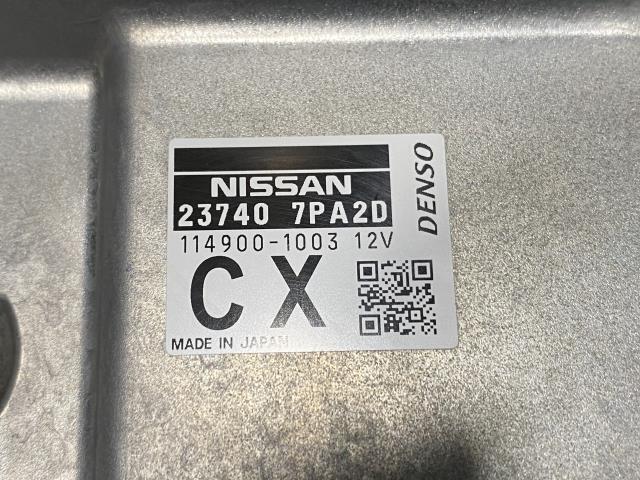 NISSAN
23740 7PA2D
114900-1003 12V
CX
MADE IN JAPAN
DENSO